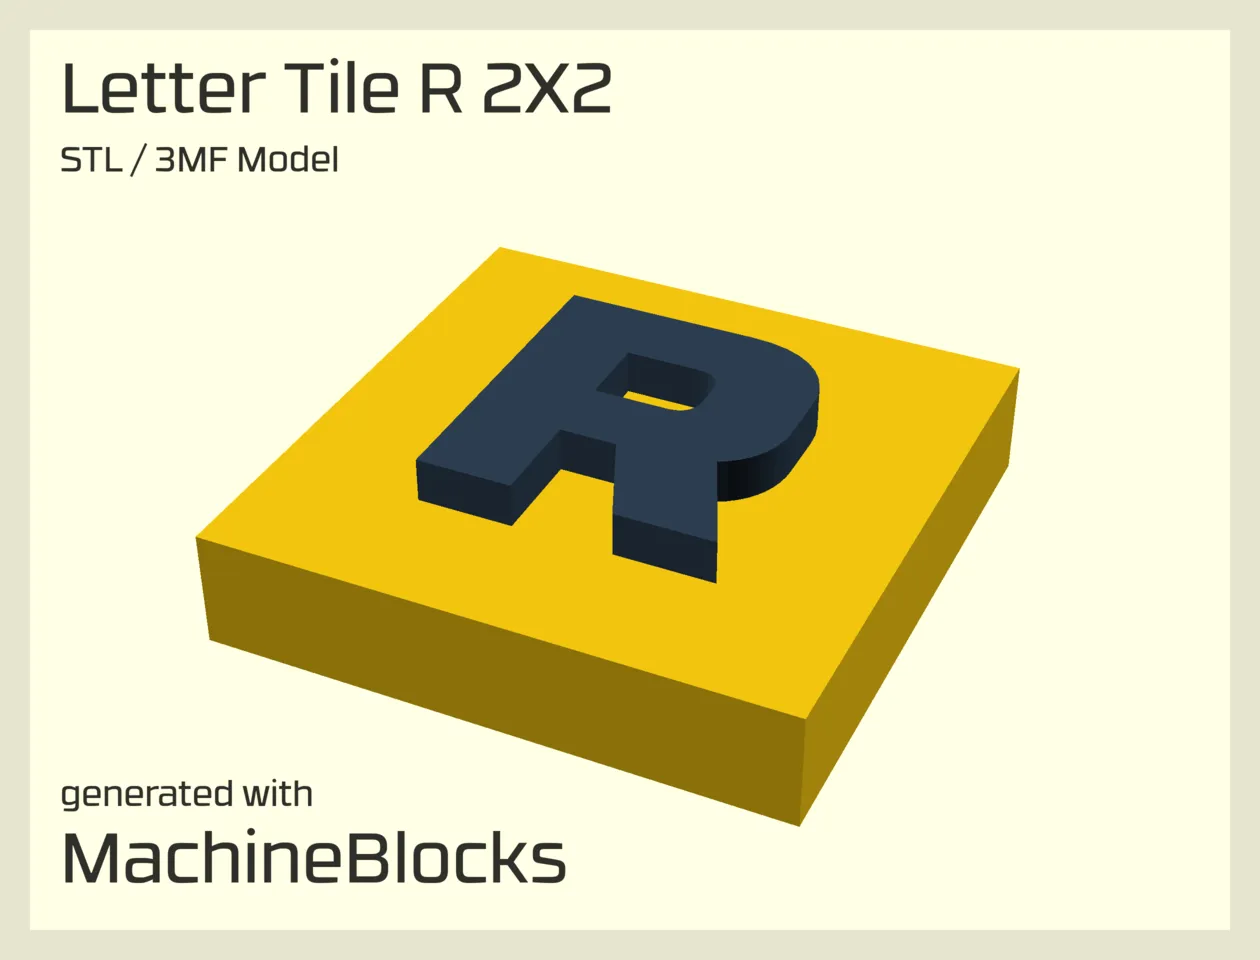 Letter Tile R 2X2
STL / 3MF Model
R
generated with
MachineBlocks